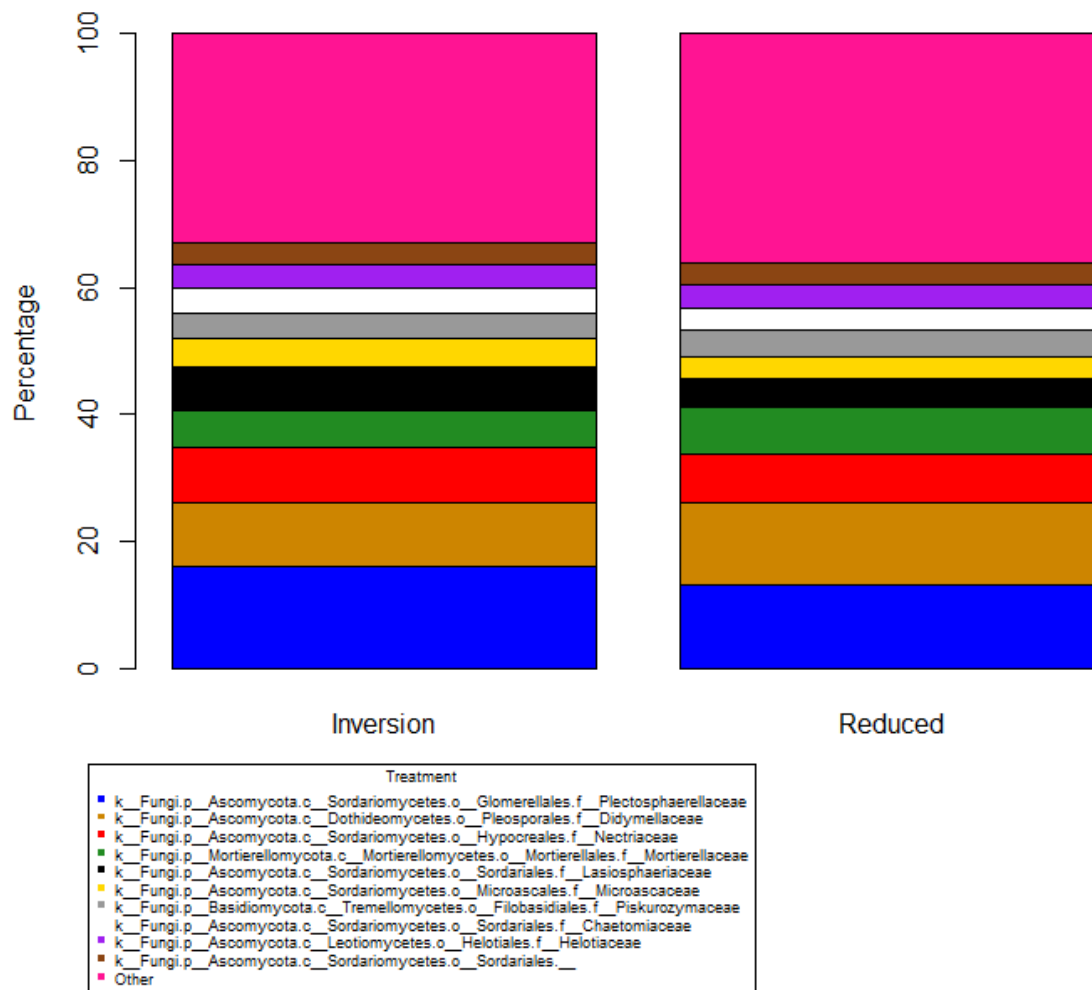 100
80
60
40
20
0
Percentage
Inversion
Reduced
Treatment
k__Fungi.p__Ascomycota.c__Sordariomycetes.o__Glomerellales.f__Plectosphaerellaceae
k__Fungi.p__Ascomycota.c__Dothideomycetes.o__Pleosporales.f__Didymellaceae
k__Fungi.p__Ascomycota.c__Sordariomycetes.o__Hypocreales.f__Nectriaceae
k__Fungi.p__Mortierellomycota.c__Mortierellomycetes.o__Mortierellales.f__Mortierellaceae
k__Fungi.p__Ascomycota.c__Sordariomycetes.o__Sordariales.f__Lasiosphaeriaceae
k__Fungi.p__Ascomycota.c__Sordariomycetes.o__Microascales.f__Microascaceae
k__Fungi.p__Basidiomycota.c__Tremellomycetes.o__Filobasidiales.f__Piskurozymaceae
k__Fungi.p__Ascomycota.c__Sordariomycetes.o__Sordariales.f__Chaetomiaceae
k__Fungi.p__Ascomycota.c__Leotiomycetes.o__Helotiales.f__Helotiaceae
k__Fungi.p__Ascomycota.c__Sordariomycetes.o__Sordariales.__
Other